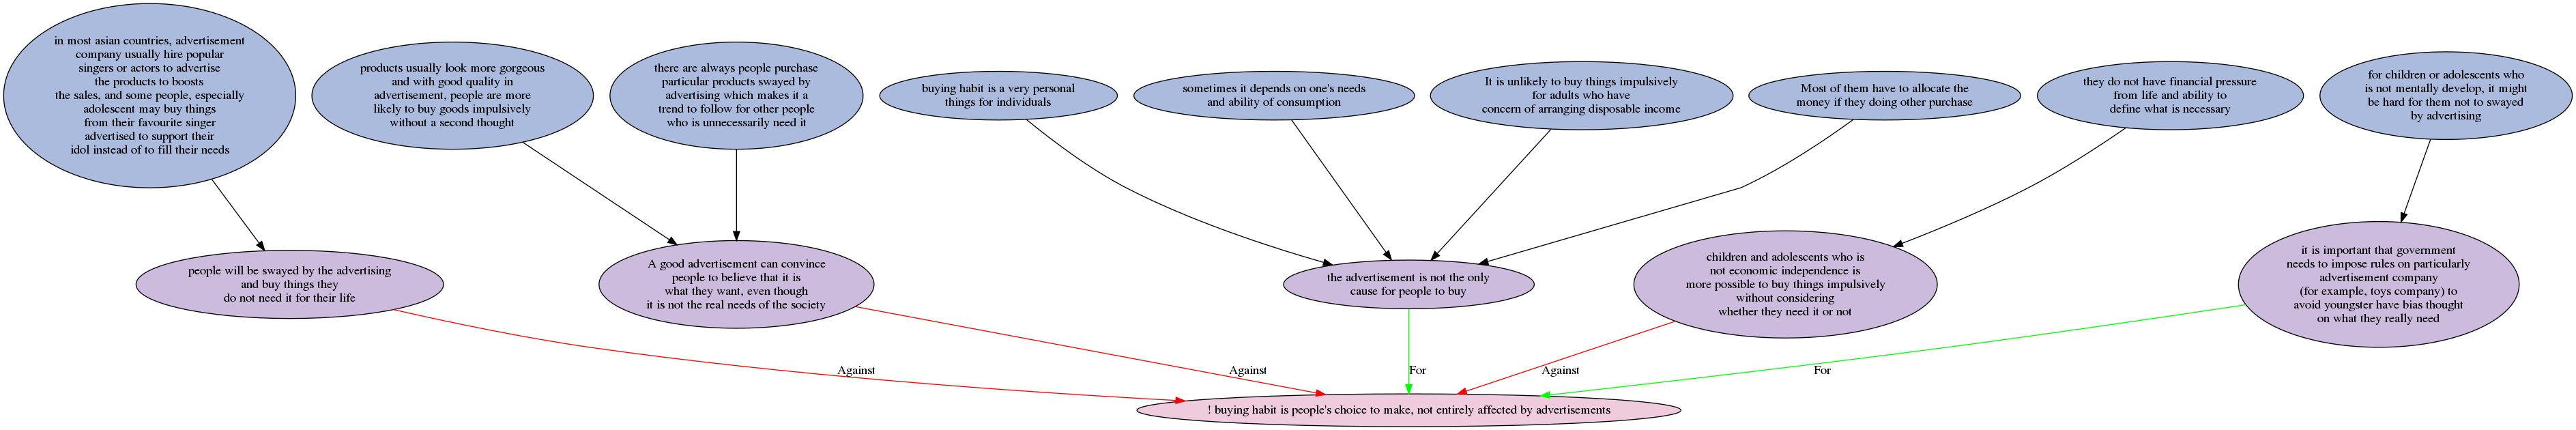 in most asian countries, advertisement
company usually hire popular
singers or actors to advertise
the products to boosts
the sales, and some people, especially
adolescent may buy things
from their favourite singer
advertised to support their
idol instead of to fill their needs
products usually look more gorgeous
and with good quality in
advertisement, people are more
likely to buy goods impulsively
without a second thought
there are always people purchase
particular products swayed by
advertising which makes it a
trend to follow for other people
who is unnecessarily need it
buying habit is a very personal
things for individuals
sometimes it depends on one's needs
and ability of consumption
It is unlikely to buy things impulsively
for adults who have
concern of arranging disposable income
Most of them have to allocate the
money if they doing other purchase
they do not have financial pressure
from life and ability to
define what is necessary
for children or adolescents who
is not mentally develop, it might
be hard for them not to swayed
by advertising
people will be swayed by the advertising
and buy things they
do not need it for their life
A good advertisement can convince
people to believe that it is
what they want, even though
it is not the real needs of the society
the advertisement is not the only
cause for people to buy
children and adolescents who is
not economic independence is
more possible to buy things impulsively
without considering
whether they need it or not
it is important that government
needs to impose rules on particularly
advertisement company
(for example, toys company) to
avoid youngster have bias thought
on what they really need
Against
Against
For
Against
For
! buying habit is people's choice to make, not entirely affected by advertisements